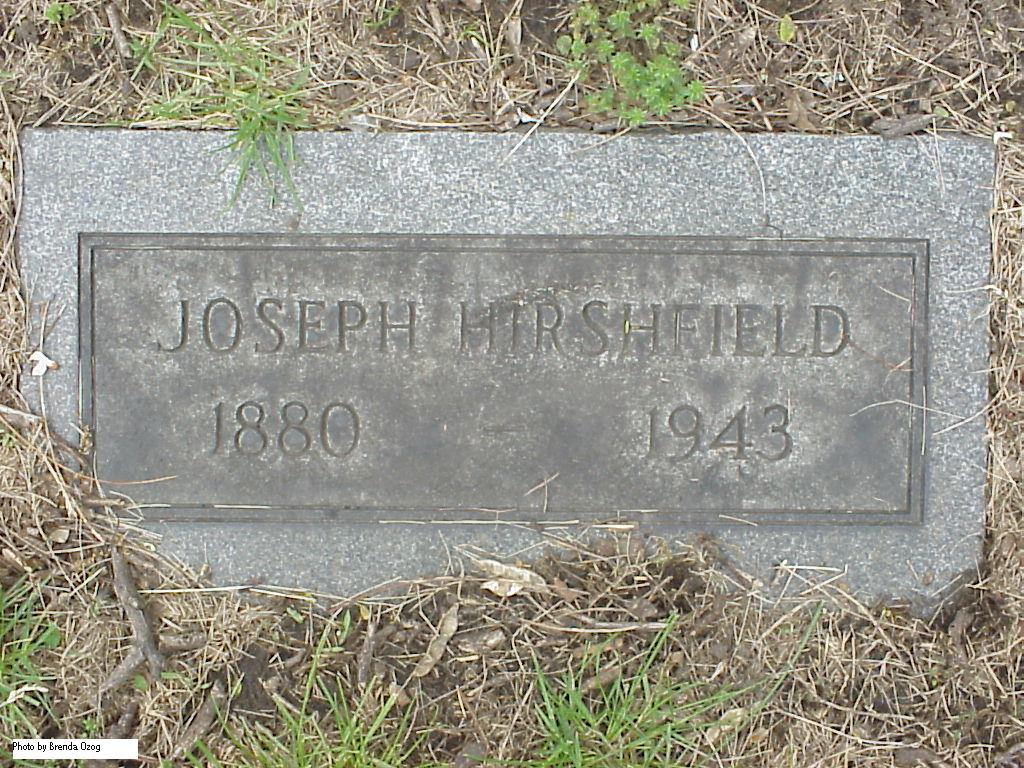 JOSEPH HIRSHFIELD
1880 - 1943
Photo by Brenda Ozog